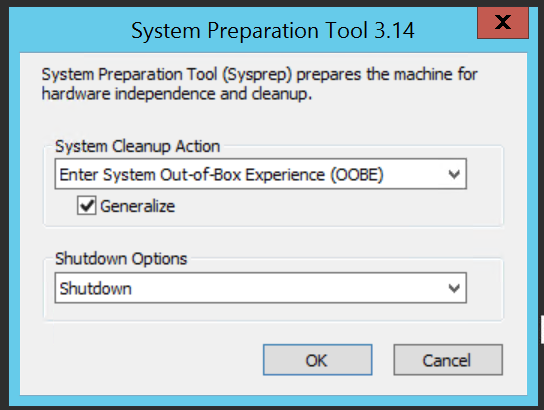 System Preparation Tool 3.14
X
System Preparation Tool (Sysprep) prepares the machine for
hardware independence and cleanup.
System Cleanup Action
Enter System Out-of-Box Experience (OOBE)
Generalize
Shutdown Options
Shutdown
OK Cancel